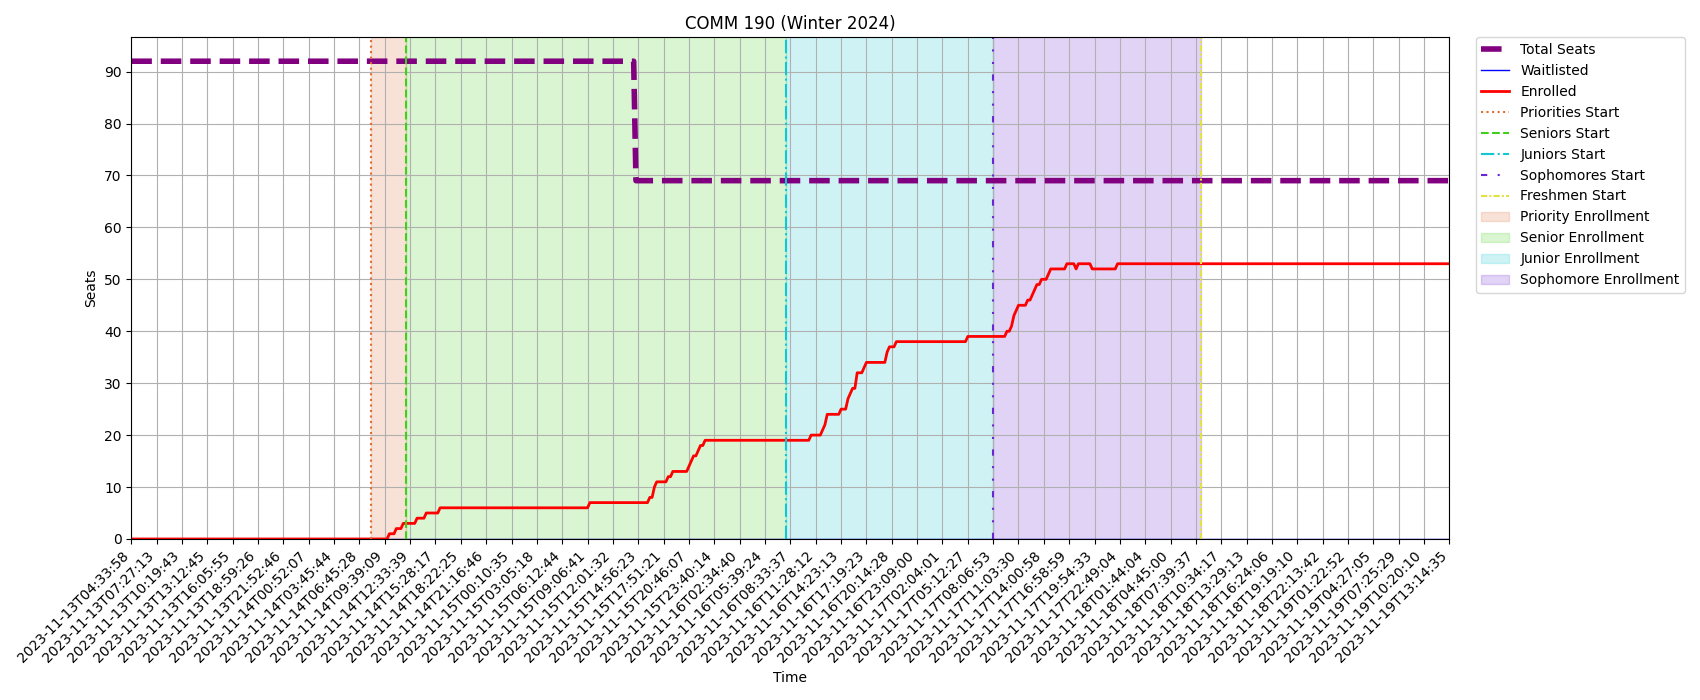 COMM 190 (Winter 2024)
Total Seats
Waitlisted
Enrolled
Priorities Start
Seniors Start
Juniors Start
Sophomores Start
Freshmen Start
Priority Enrollment
Senior Enrollment
Junior Enrollment
Sophomore Enrollment
Seats
90
80
70
60
50
40
30
20
10
0
2023-11-13T04:33:58
2023-11-13T07:27:13
2023-11-13T10:19:43
2023-11-13T13:12:45
2023-11-13T16:05:55
2023-11-13T18:59:26
2023-11-13T21:52:46
2023-11-14T00:52:07
2023-11-14T03:45:44
2023-11-14T06:45:28
2023-11-14T09:39:09
2023-11-14T12:33:39
2023-11-14T15:28:17
2023-11-14T18:22:25
2023-11-14T21:16:46
2023-11-15T00:10:35
2023-11-15T03:05:18
2023-11-15T06:12:44
2023-11-15T09:06:41
2023-11-15T12:01:32
2023-11-15T14:56:23
2023-11-15T17:51:21
2023-11-15T20:46:07
2023-11-15T23:40:14
2023-11-16T02:34:40
2023-11-16T05:39:24
2023-11-16T08:33:37
2023-11-16T11:28:12
2023-11-16T14:23:13
2023-11-16T17:19:23
2023-11-16T20:14:28
2023-11-16T23:09:00
2023-11-17T02:04:01
2023-11-17T05:12:27
2023-11-17T08:06:53
2023-11-17T11:03:30
2023-11-17T14:00:58
2023-11-17T16:58:59
2023-11-17T19:54:33
2023-11-17T22:49:04
2023-11-18T01:44:04
2023-11-18T04:45:00
2023-11-18T07:39:37
2023-11-18T10:34:17
2023-11-18T13:29:13
2023-11-18T16:24:06
2023-11-18T19:19:10
2023-11-18T22:13:42
2023-11-19T01:22:52
2023-11-19T04:27:05
2023-11-19T07:25:29
2023-11-19T10:20:10
2023-11-19T13:14:35
Time